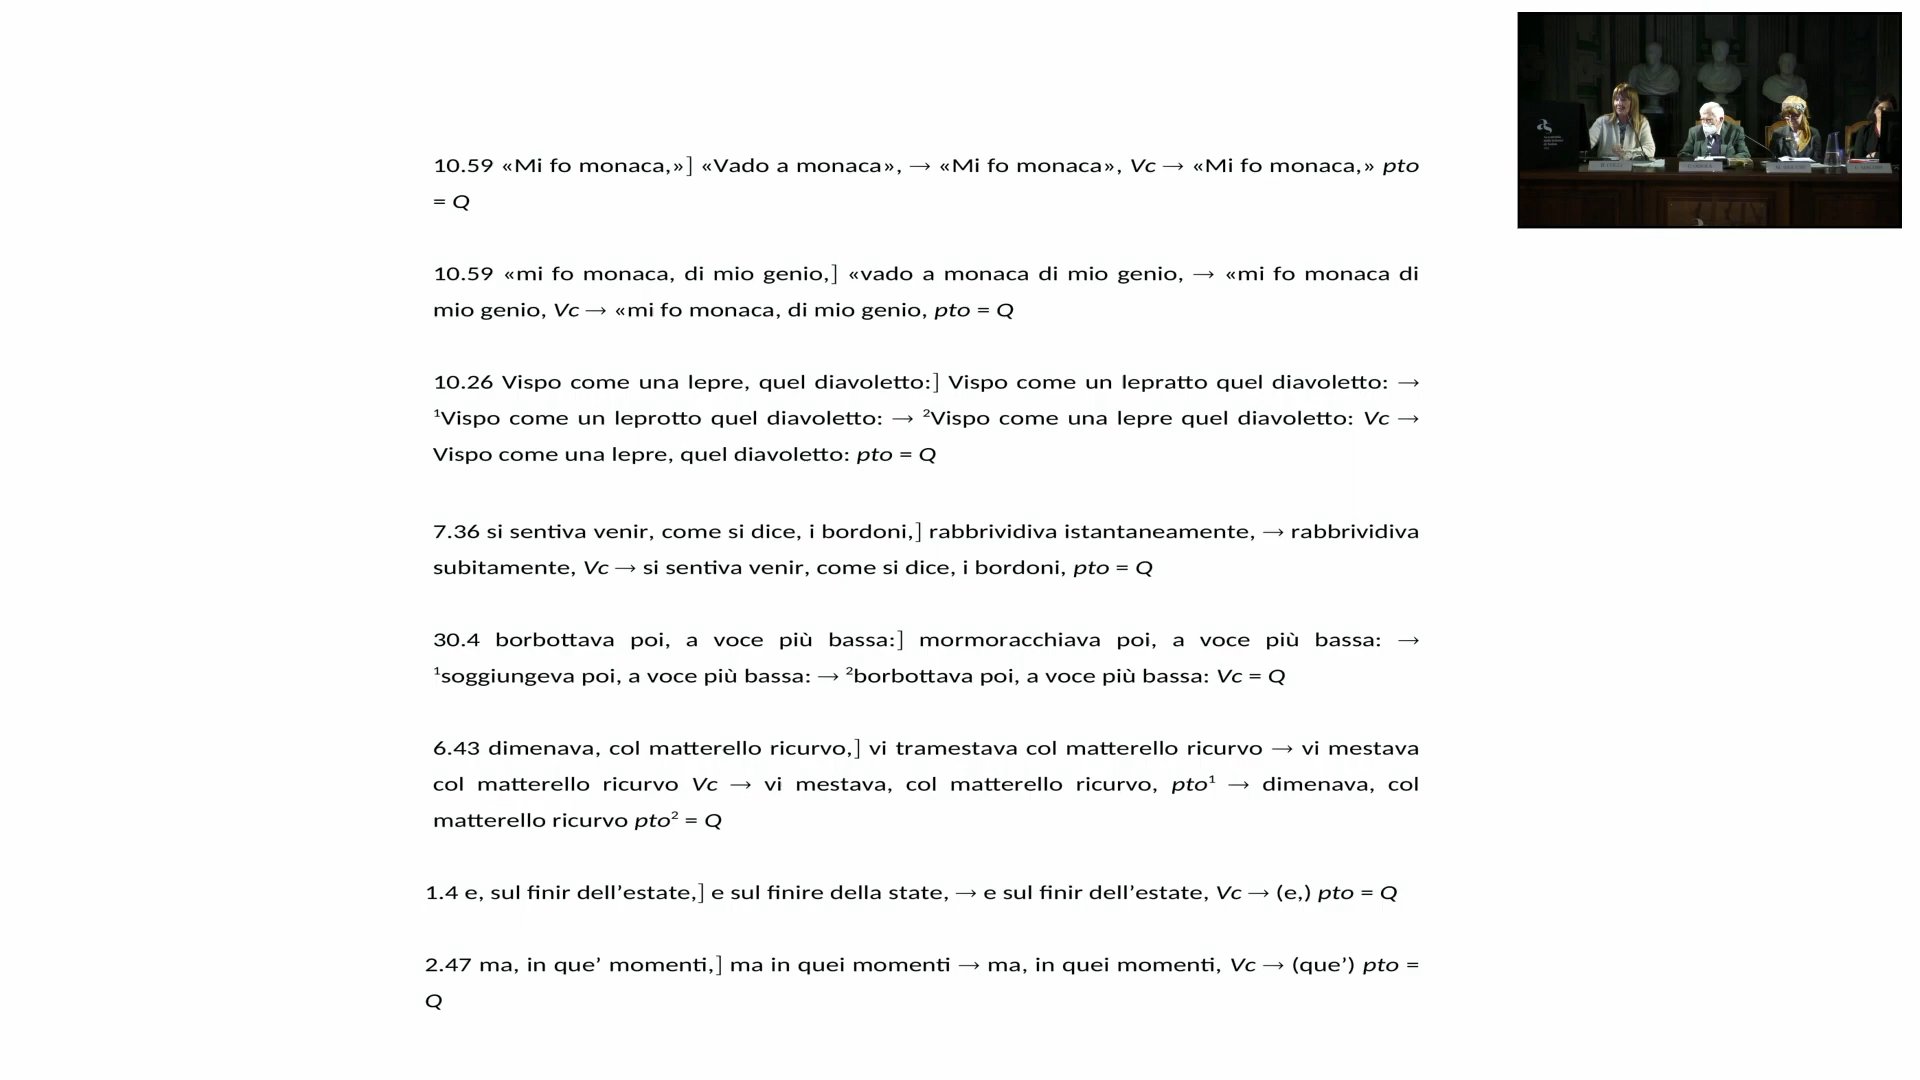 10.59 «Mi fo monaca,»] «Vado a monaca», → «Mi fo monaca», Vc → «Mi fo monaca,» pto
= Q
10.59 «mi fo monaca, di mio genio,] «vado a monaca di mio genio, → «mi fo monaca di
mio genio, Vc → «mi fo monaca, di mio genio, pto = Q
10.26 Vispo come una lepre, quel diavoletto:] Vispo come un lepratto quel diavoletto: →
¹Vispo come un leprotto quel diavoletto: → ²Vispo come una lepre quel diavoletto: Vc →
Vispo come una lepre, quel diavoletto: pto = Q
7.36 si sentiva venir, come si dice, i bordoni,] rabbrividiva istantaneamente, → rabbrividiva
subitamente, Vc → si sentiva venir, come si dice, i bordoni, pto = Q
30.4 borbottava poi, a voce più bassa:] mormoracchiava poi, a voce più bassa: →
¹soggiungeva poi, a voce più bassa: → ²borbottava poi, a voce più bassa: Vc = Q
6.43 dimenava, col matterello ricurvo,] vi tramestava col matterello ricurvo → vi mestava
col matterello ricurvo Vc → vi mestava, col matterello ricurvo, pto¹ → dimenava, col
matterello ricurvo pto² = Q
1.4 e, sul finir dell’estate,] e sul finire della state, → e sul finir dell’estate, Vc → (e,) pto = Q
2.47 ma, in que’ momenti,] ma in quei momenti → ma, in quei momenti, Vc → (que’) pto =
Q